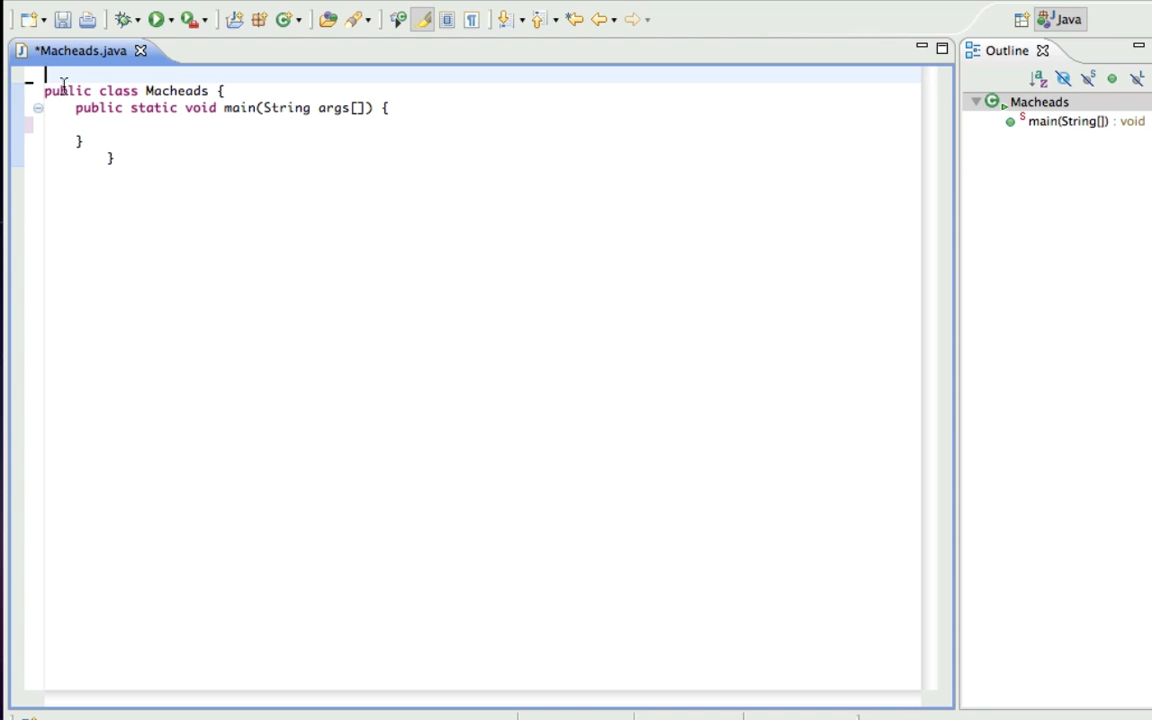 Java
*Macheads.java
Outline
public class Macheads {
public static void main(String args[]) {
}
}
Macheads
main(String[]) : void